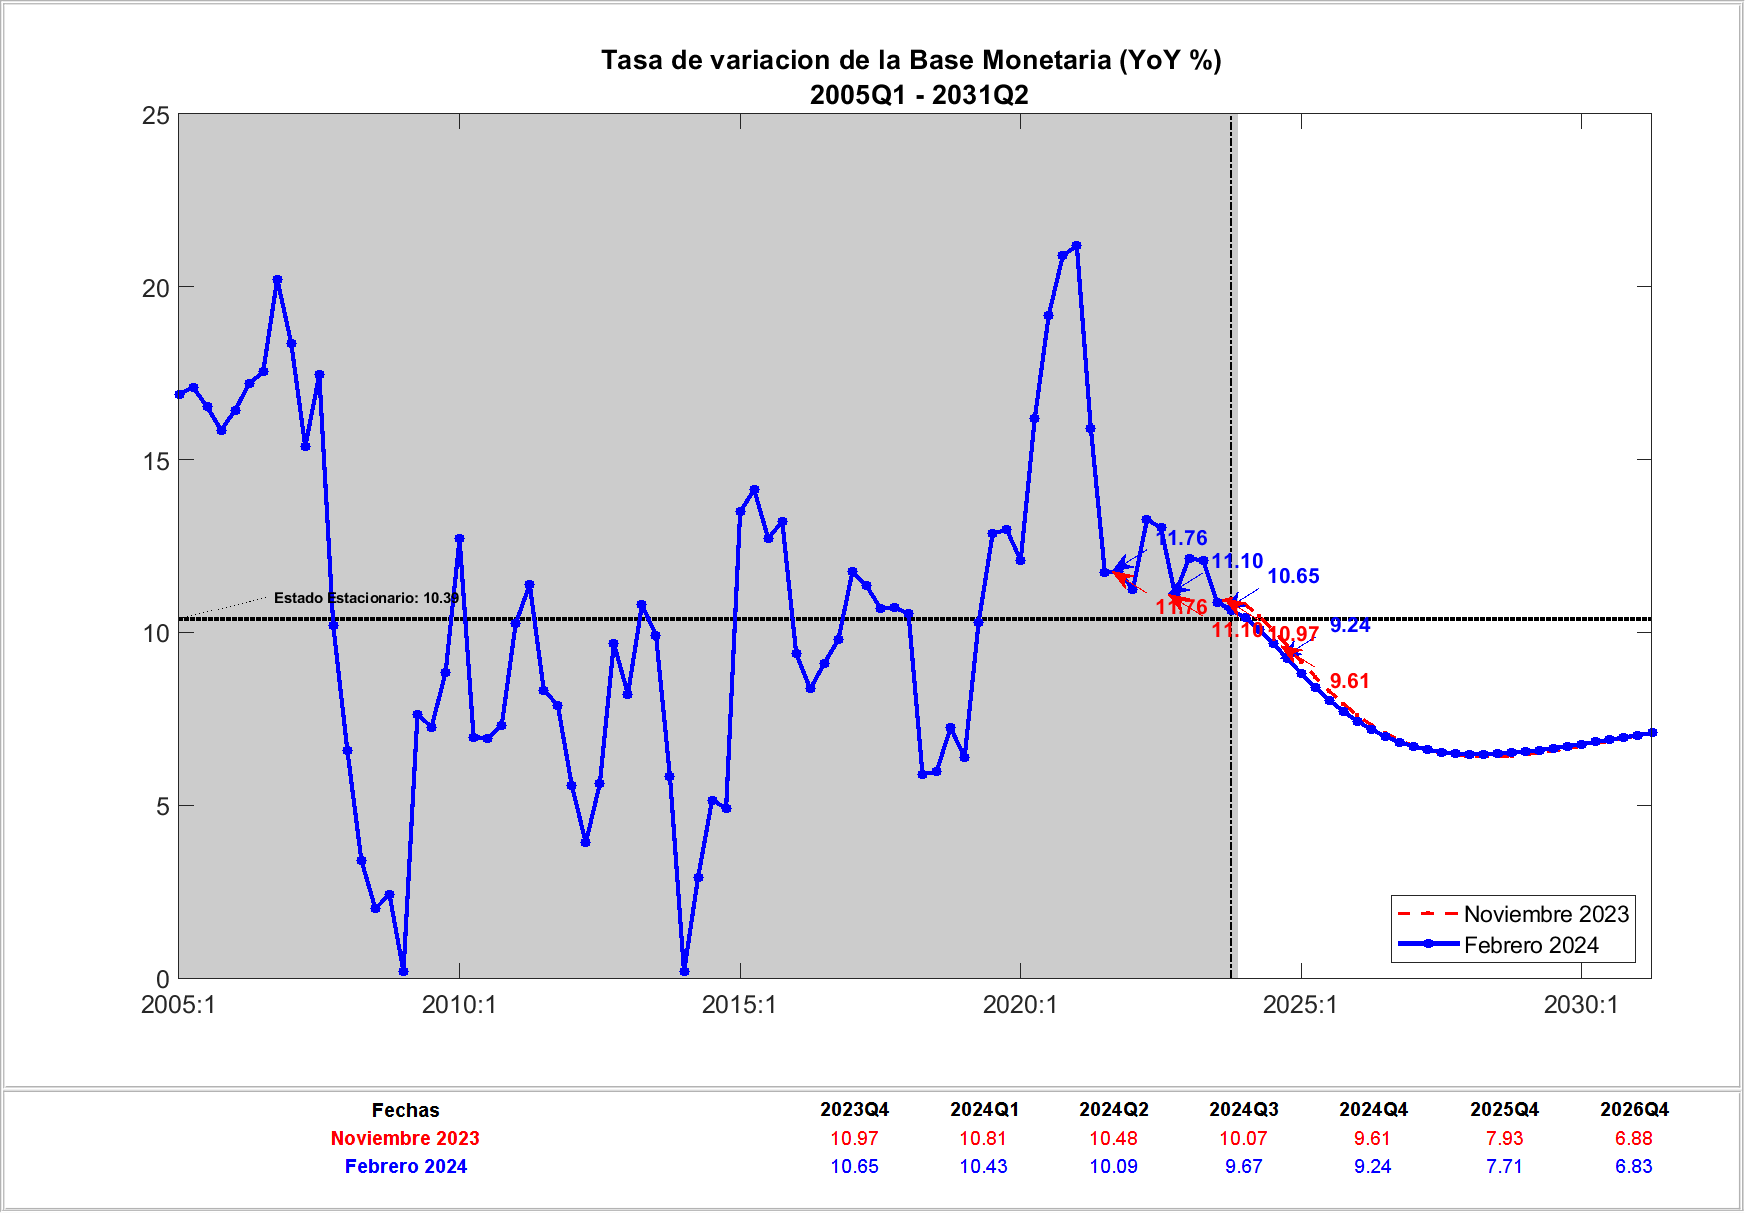 Tasa de variacion de la Base Monetaria (YoY %)
2005Q1 - 2031Q2
25
20
15
10
5
0
2005:1 2010:1 2015:1 2020:1 2025:1 2030:1
Estado Estacionario: 10.39
11.76
11.10
10.65
9.24
11.76
11.10
10.97
9.61
Noviembre 2023
Febrero 2024
Fechas 2023Q4 2024Q1 2024Q2 2024Q3 2024Q4 2025Q4 2026Q4
Noviembre 2023 10.97 10.81 10.48 10.07 9.61 7.93 6.88
Febrero 2024 10.65 10.43 10.09 9.67 9.24 7.71 6.83